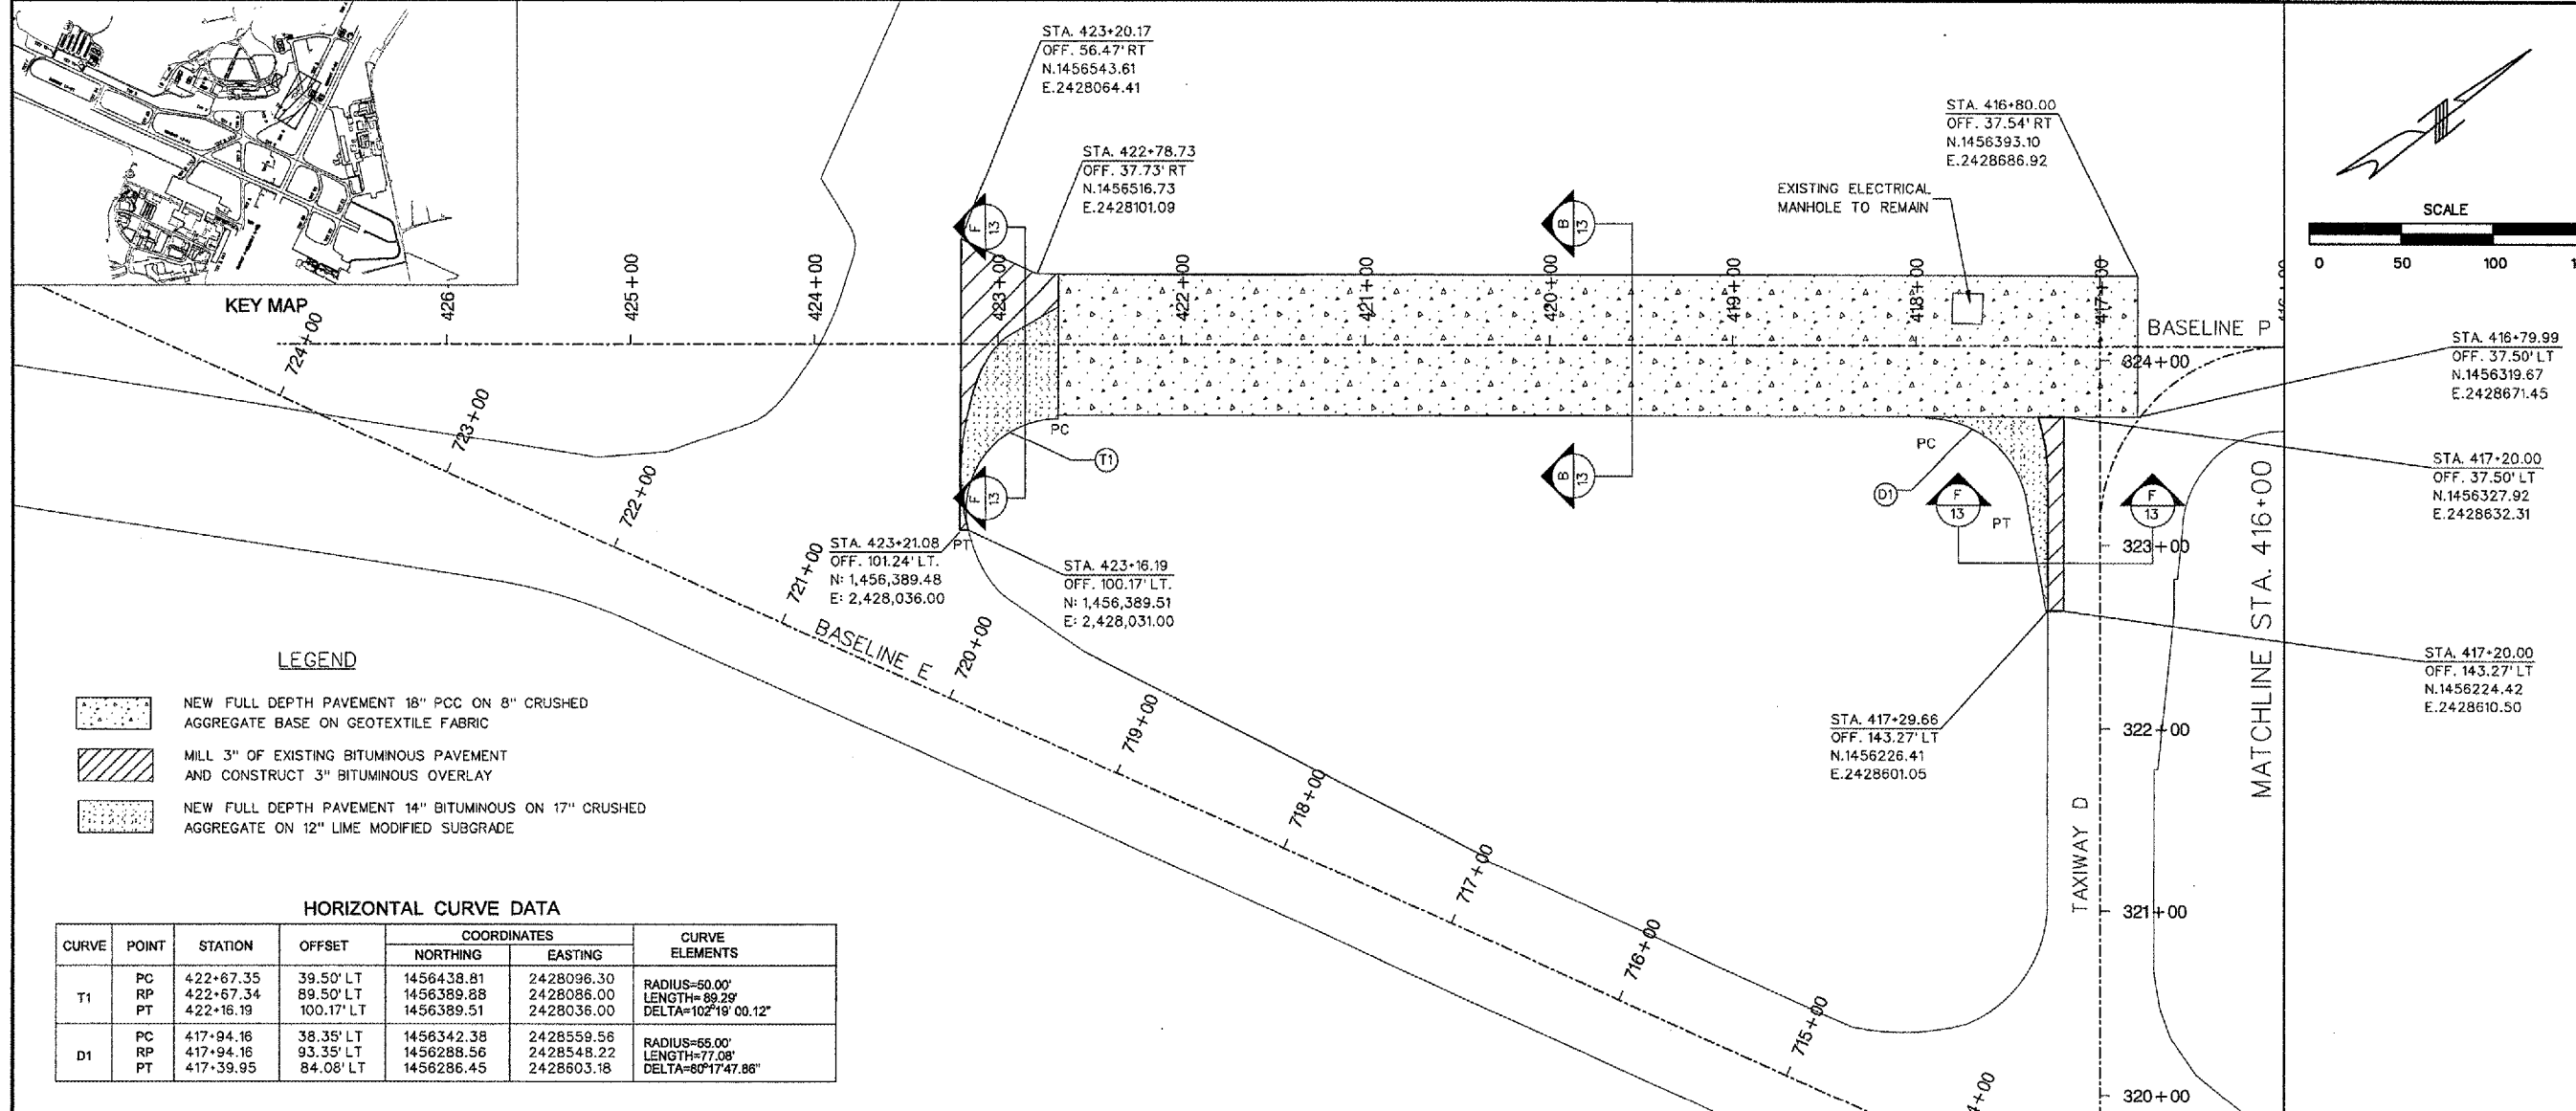 KEY MAP
STA. 423+20.17
OFF. 56.47' RT
N.1456543.61
E.2428064.41
STA. 422+78.73
OFF. 37.73' RT
N.1456516.73
E.2428101.09
STA. 416+80.00
OFF. 37.54' RT
N.1456393.10
E.2428686.92
EXISTING ELECTRICAL
MANHOLE TO REMAIN
SCALE
0 50 100
F
13
B
13
426
425+00
424+00
423+00
422+00
421+00
420+00
419+00
418+00
417+00
BASELINE P
324+00
STA. 416+79.99
OFF. 37.50' LT
N.1456319.67
E.2428671.45
STA. 417+20.00
OFF. 37.50' LT
N.1456327.92
E.2428632.31
STA. 417+20.00
OFF. 143.27' LT
N.1456224.42
E.2428610.50
724+00
723+00
722+00
721+00
720+00
719+00
718+00
717+00
716+00
715+00
BASELINE E
PC
T1
F
13
PT
B
13
PC
D1
F
13
PT
F
13
323+00
322+00
321+00
320+00
TAXIWAY D
MATCHLINE STA. 416+00
STA. 423+21.08
OFF. 101.24' LT.
N: 1,456,389.48
E: 2,428,036.00
STA. 423+16.19
OFF. 100.17' LT.
N: 1,456,389.51
E: 2,428,031.00
STA. 417+29.66
OFF. 143.27' LT
N.1456226.41
E.2428601.05
LEGEND
NEW FULL DEPTH PAVEMENT 18" PCC ON 8" CRUSHED
AGGREGATE BASE ON GEOTEXTILE FABRIC
MILL 3" OF EXISTING BITUMINOUS PAVEMENT
AND CONSTRUCT 3" BITUMINOUS OVERLAY
NEW FULL DEPTH PAVEMENT 14" BITUMINOUS ON 17" CRUSHED
AGGREGATE ON 12" LIME MODIFIED SUBGRADE
HORIZONTAL CURVE DATA
CURVE POINT STATION OFFSET COORDINATES NORTHING EASTING CURVE ELEMENTS
T1
PC 422+67.35 39.50' LT 1456438.81 2428096.30
RP 422+67.34 89.50' LT 1456389.88 2428086.00
PT 422+16.19 100.17' LT 1456389.51 2428036.00
RADIUS=50.00'
LENGTH=89.29'
DELTA=102°19' 00.12"
D1
PC 417+94.16 38.35' LT 1456342.38 2428559.56
RP 417+94.16 93.35' LT 1456288.56 2428548.22
PT 417+39.95 84.08' LT 1456286.45 2428603.18
RADIUS=55.00'
LENGTH=77.08'
DELTA=80°17'47.86"